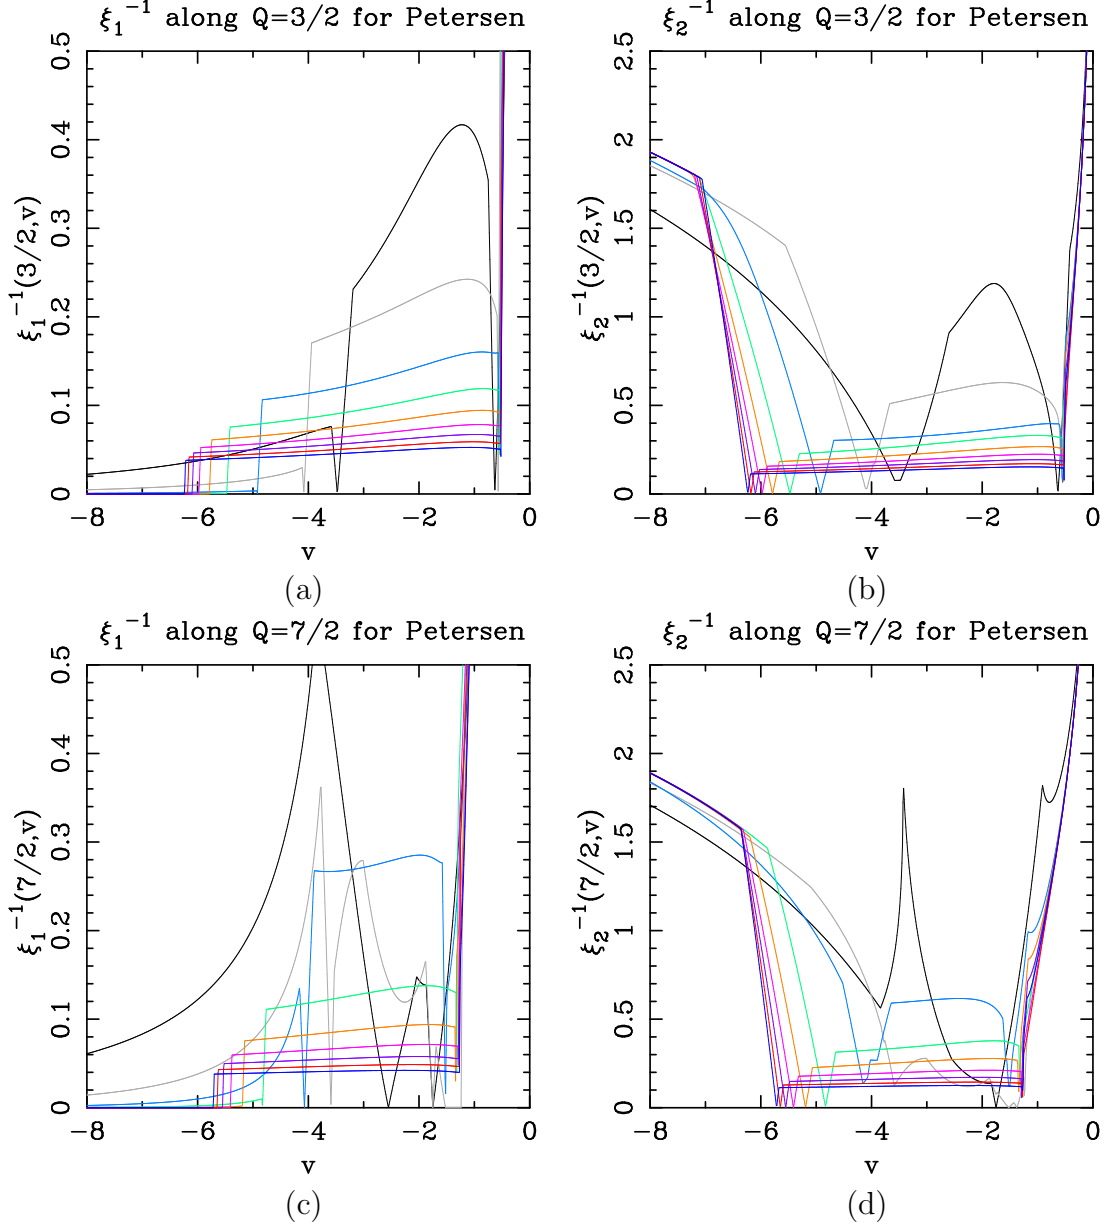 ξ₁⁻¹ along Q=3/2 for Petersen
ξ₁⁻¹(3/2,v)
0.5
0.4
0.3
0.2
0.1
0
−8 −6 −4 −2 0
v
(a)
ξ₂⁻¹ along Q=3/2 for Petersen
ξ₂⁻¹(3/2,v)
2.5
2
1.5
1
0.5
0
−8 −6 −4 −2 0
v
(b)
ξ₁⁻¹ along Q=7/2 for Petersen
ξ₁⁻¹(7/2,v)
0.5
0.4
0.3
0.2
0.1
0
−8 −6 −4 −2 0
v
(c)
ξ₂⁻¹ along Q=7/2 for Petersen
ξ₂⁻¹(7/2,v)
2.5
2
1.5
1
0.5
0
−8 −6 −4 −2 0
v
(d)